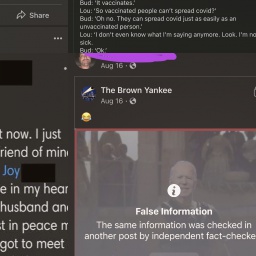 Bud: "It vaccinates."
Lou: "So vaccinated people can't spread covid?"
Bud: "Oh no. They can spread covid just as easily as an
unvaccinated person."
Lou: "I don't even know what I'm saying anymore. Look, I'm no
sick.
Bud: "Ok."
Aug 16 ·
The Brown Yankee
Aug 16 ·
False Information
The same information was checked in
another post by independent fact-checke
Share
...
t now. I just
riend of min
Joy
e in my hear
husband an
st in peace m
got to meet